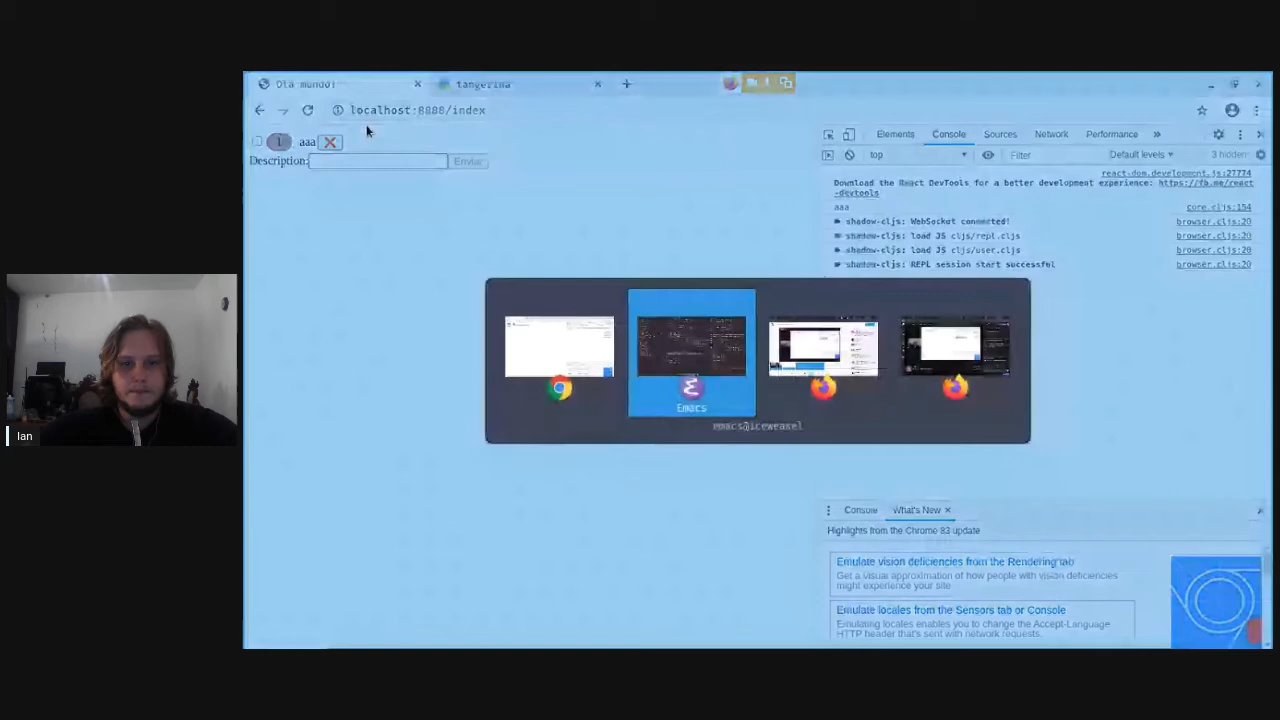 Olá mundo!
tangerina
localhost:8888/index
1 aaa
Description:
Enviar
Elements Console Sources Network Performance »
top Filter Default levels 3 hidden
react-dom.development.js:27774
Download the React DevTools for a better development experience: https://fb.me/react
-devtools
aaa core.cljs:154
shadow-cljs: WebSocket connected! browser.cljs:20
shadow-cljs: load JS cljs/repl.cljs browser.cljs:20
shadow-cljs: load JS cljs/user.cljs browser.cljs:20
shadow-cljs: REPL session start successful browser.cljs:20
Emacs
emacs@iceweasel
Ian
Console What's New
Highlights from the Chrome 83 update
Emulate vision deficiencies from the Rendering tab
Get a visual approximation of how people with vision deficiencies
might experience your site.
Emulate locales from the Sensors tab or Console
Emulating locales enables you to change the Accept-Language
HTTP header that's sent with network requests.